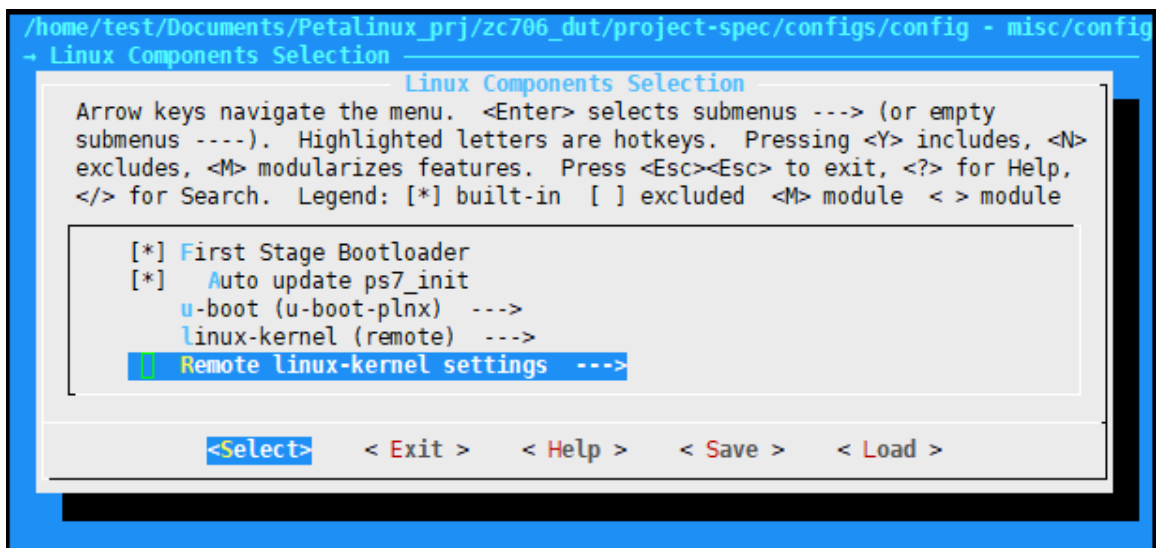 /home/test/Documents/Petalinux_prj/zc706_dut/project-spec/configs/config - misc/config
→ Linux Components Selection
Linux Components Selection
Arrow keys navigate the menu.  <Enter> selects submenus ---> (or empty
submenus ----).  Highlighted letters are hotkeys.  Pressing <Y> includes, <N>
excludes, <M> modularizes features.  Press <Esc><Esc> to exit, <?> for Help,
</> for Search.  Legend: [*] built-in  [ ] excluded  <M> module  < > module
[*] First Stage Bootloader
[*]   Auto update ps7_init
u-boot (u-boot-plnx)  --->
linux-kernel (remote)  --->
Remote linux-kernel settings  --->
<Select>    < Exit >    < Help >    < Save >    < Load >